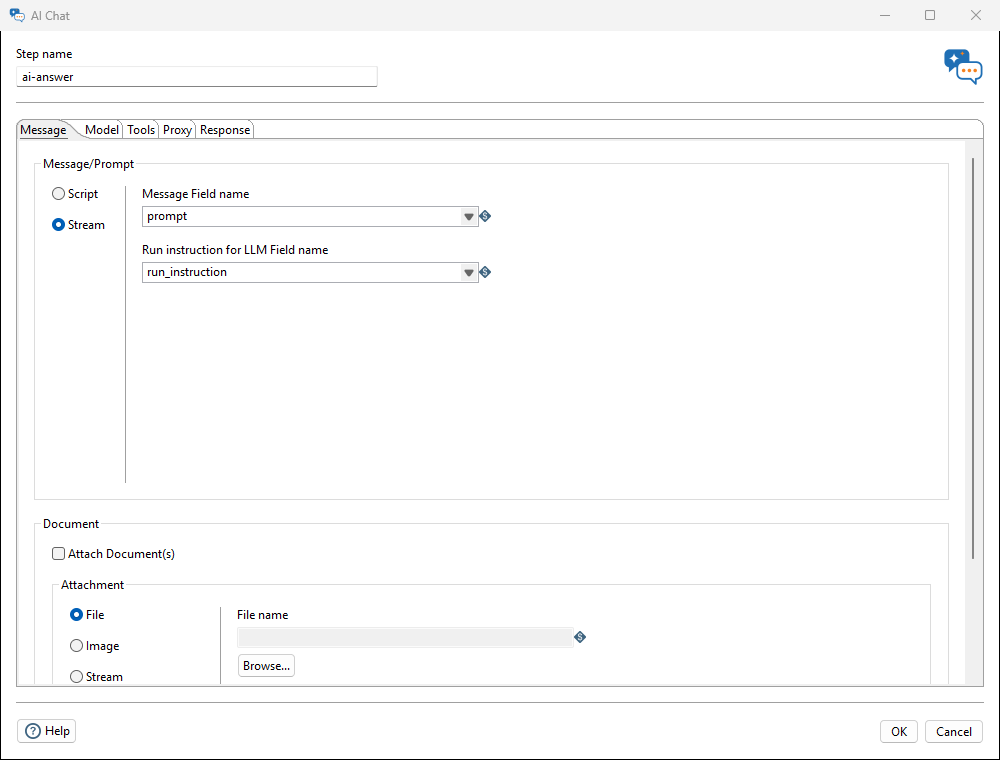 AI Chat
Step name
ai-answer
Message Model Tools Proxy Response
Message/Prompt
Script
Stream
Message Field name
prompt
Run instruction for LLM Field name
run_instruction
Document
Attach Document(s)
Attachment
File
Image
Stream
File name
Browse...
Help
OK
Cancel